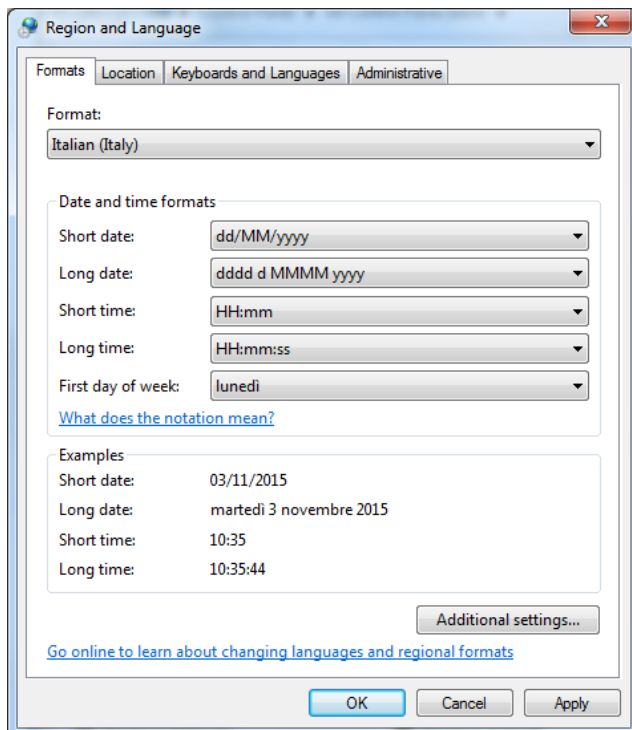 Region and Language
Formats Location Keyboards and Languages Administrative
Format:
Italian (Italy)
Date and time formats
Short date: dd/MM/yyyy
Long date: dddd d MMMM yyyy
Short time: HH:mm
Long time: HH:mm:ss
First day of week: lunedì
What does the notation mean?
Examples
Short date: 03/11/2015
Long date: martedì 3 novembre 2015
Short time: 10:35
Long time: 10:35:44
Additional settings...
Go online to learn about changing languages and regional formats
OK Cancel Apply